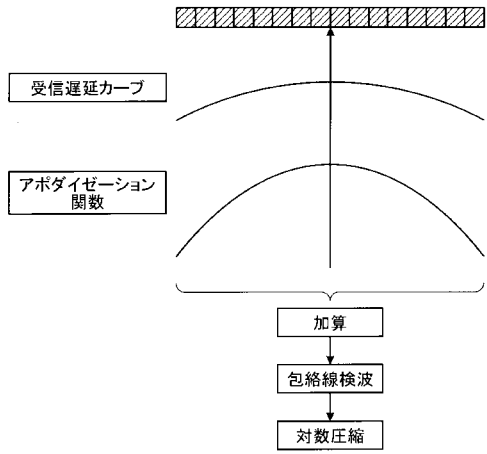 受信遅延カーブ
アポダイゼーション
関数
加算
包絡線検波
対数圧縮